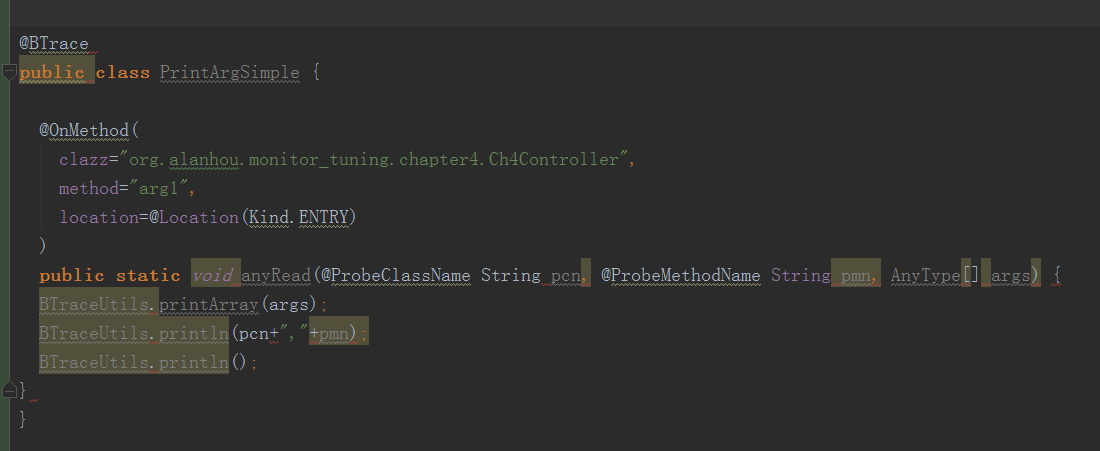 @BTrace
public class PrintArgSimple {
@OnMethod(
clazz="org.alanhou.monitor_tuning.chapter4.Ch4Controller",
method="arg1",
location=@Location(Kind.ENTRY)
)
public static void anyRead(@ProbeClassName String pcn, @ProbeMethodName String pmn, AnyType[] args) {
BTraceUtils.printArray(args);
BTraceUtils.println(pcn+","+pmn);
BTraceUtils.println();
}
}